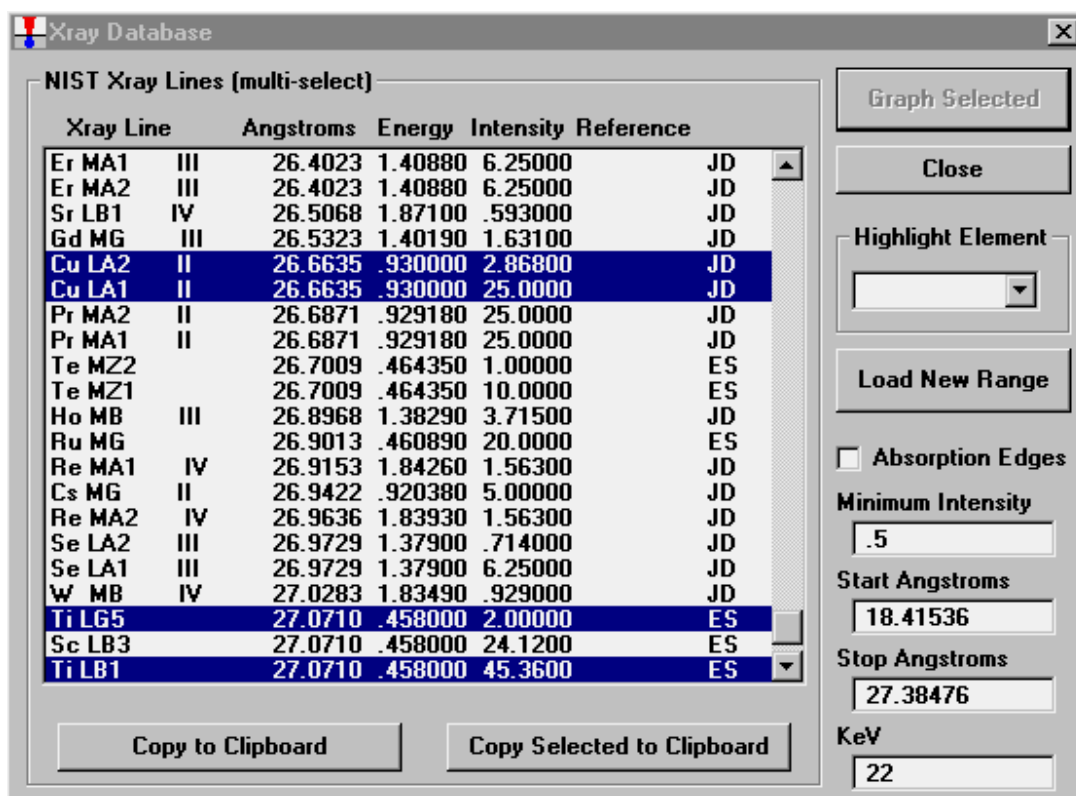 Xray Database
NIST Xray Lines (multi-select)
Xray Line Angstroms Energy Intensity Reference
Er MA1 III 26.4023 1.40880 6.25000 JD
Er MA2 III 26.4023 1.40880 6.25000 JD
Sr LB1 IV 26.5068 1.87100 .593000 JD
Gd MG III 26.5323 1.40190 1.63100 JD
Cu LA2 II 26.6635 .930000 2.86800 JD
Cu LA1 II 26.6635 .930000 25.0000 JD
Pr MA2 II 26.6871 .929180 25.0000 JD
Pr MA1 II 26.6871 .929180 25.0000 JD
Te MZ2 26.7009 .464350 1.00000 ES
Te MZ1 26.7009 .464350 10.0000 ES
Ho MB III 26.8968 1.38290 3.71500 JD
Ru MG 26.9013 .460890 20.0000 ES
Re MA1 IV 26.9153 1.84260 1.56300 JD
Cs MG II 26.9422 .920380 5.00000 JD
Re MA2 IV 26.9636 1.83930 1.56300 JD
Se LA2 III 26.9729 1.37900 .714000 JD
Se LA1 III 26.9729 1.37900 6.25000 JD
W MB IV 27.0283 1.83490 .929000 JD
Ti LG5 27.0710 .458000 2.00000 ES
Sc LB3 27.0710 .458000 24.1200 ES
Ti LB1 27.0710 .458000 45.3600 ES
Copy to Clipboard
Copy Selected to Clipboard
Graph Selected
Close
Highlight Element
Load New Range
Absorption Edges
Minimum Intensity
.5
Start Angstroms
18.41536
Stop Angstroms
27.38476
KeV
22